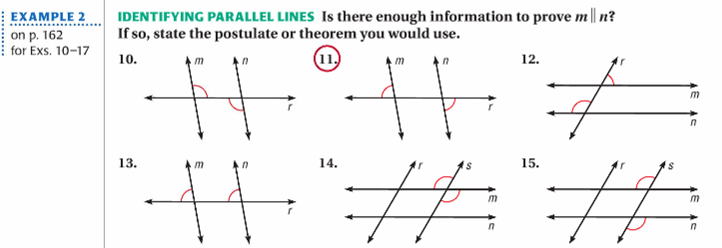 EXAMPLE 2
on p. 162
for Exs. 10–17
IDENTIFYING PARALLEL LINES Is there enough information to prove m ∥ n?
If so, state the postulate or theorem you would use.
10. m n r
11. m n r
12. r m n
13. m n r
14. r s m n
15. r s m n